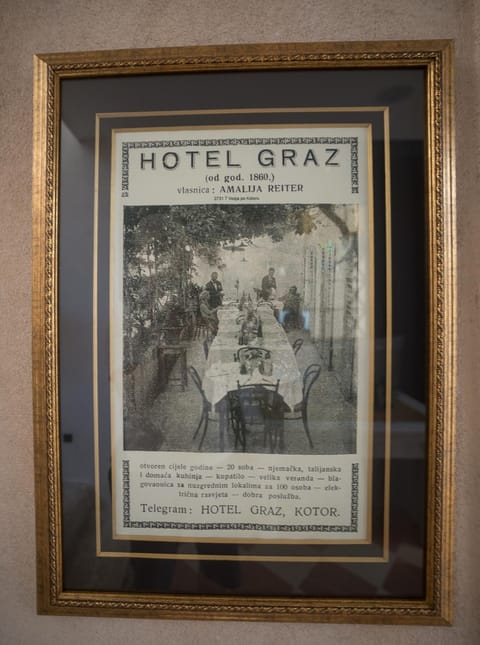 HOTEL GRAZ
(od god. 1860.)
vlasnica : AMALIJA REITER
otvoren cijele godine — 20 soba — njemačka, talijanska
i domaća kuhinja — kupatilo — velika veranda — bla-
govaonica sa nuzgrednim lokalima za 100 osoba — elek-
trična rasvjeta — dobra poslužba.
Telegram: HOTEL GRAZ, KOTOR.